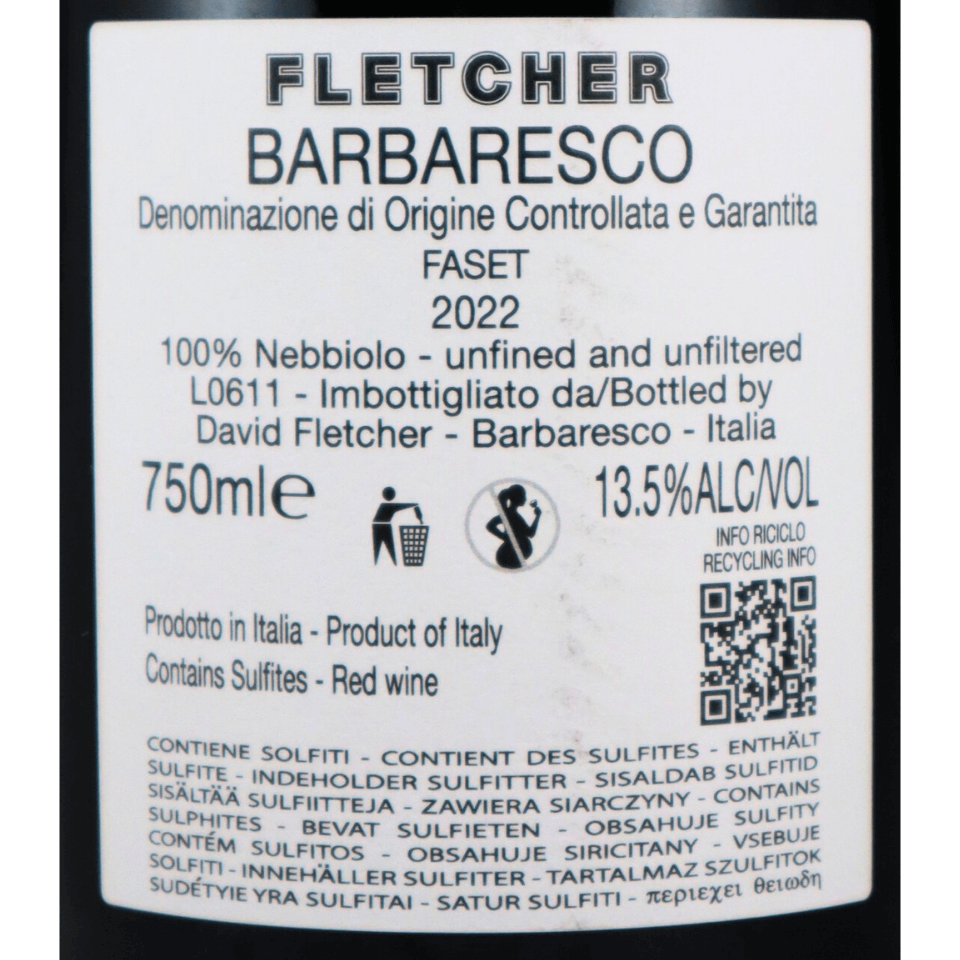 FLETCHER
BARBARESCO
Denominazione di Origine Controllata e Garantita
FASET
2022
100% Nebbiolo - unfined and unfiltered
L0611 - Imbottigliato da/Bottled by
David Fletcher - Barbaresco - Italia
750ml℮ 13.5%ALC/VOL
INFO RICICLO
RECYCLING INFO
Prodotto in Italia - Product of Italy
Contains Sulfites - Red wine
CONTIENE SOLFITI - CONTIENT DES SULFITES - ENTHÄLT
SULFITE - INDEHOLDER SULFITTER - SISALDAB SULFITID
SISÄLTÄÄ SULFIITTEJA - ZAWIERA SIARCZYNY - CONTAINS
SULPHITES - BEVAT SULFIETEN - OBSAHUJE SULFITY
CONTÉM SULFITOS - OBSAHUJE SIRICITANY - VSEBUJE
SOLFITI - INNEHÄLLER SULFITER - TARTALMAZ SZULFITOK
SUDÉTYIE YRA SULFITAI - SATUR SULFITI - περιεχει θειωδη